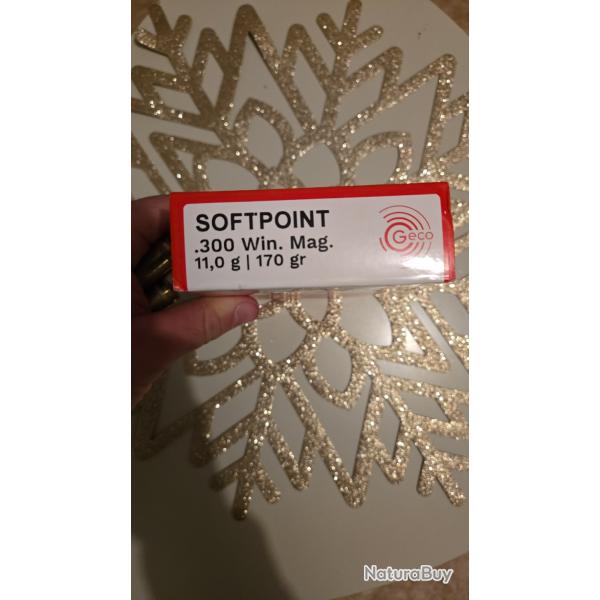 SOFTPOINT
.300 Win. Mag.
11,0 g | 170 gr
Geco
NaturaBuy